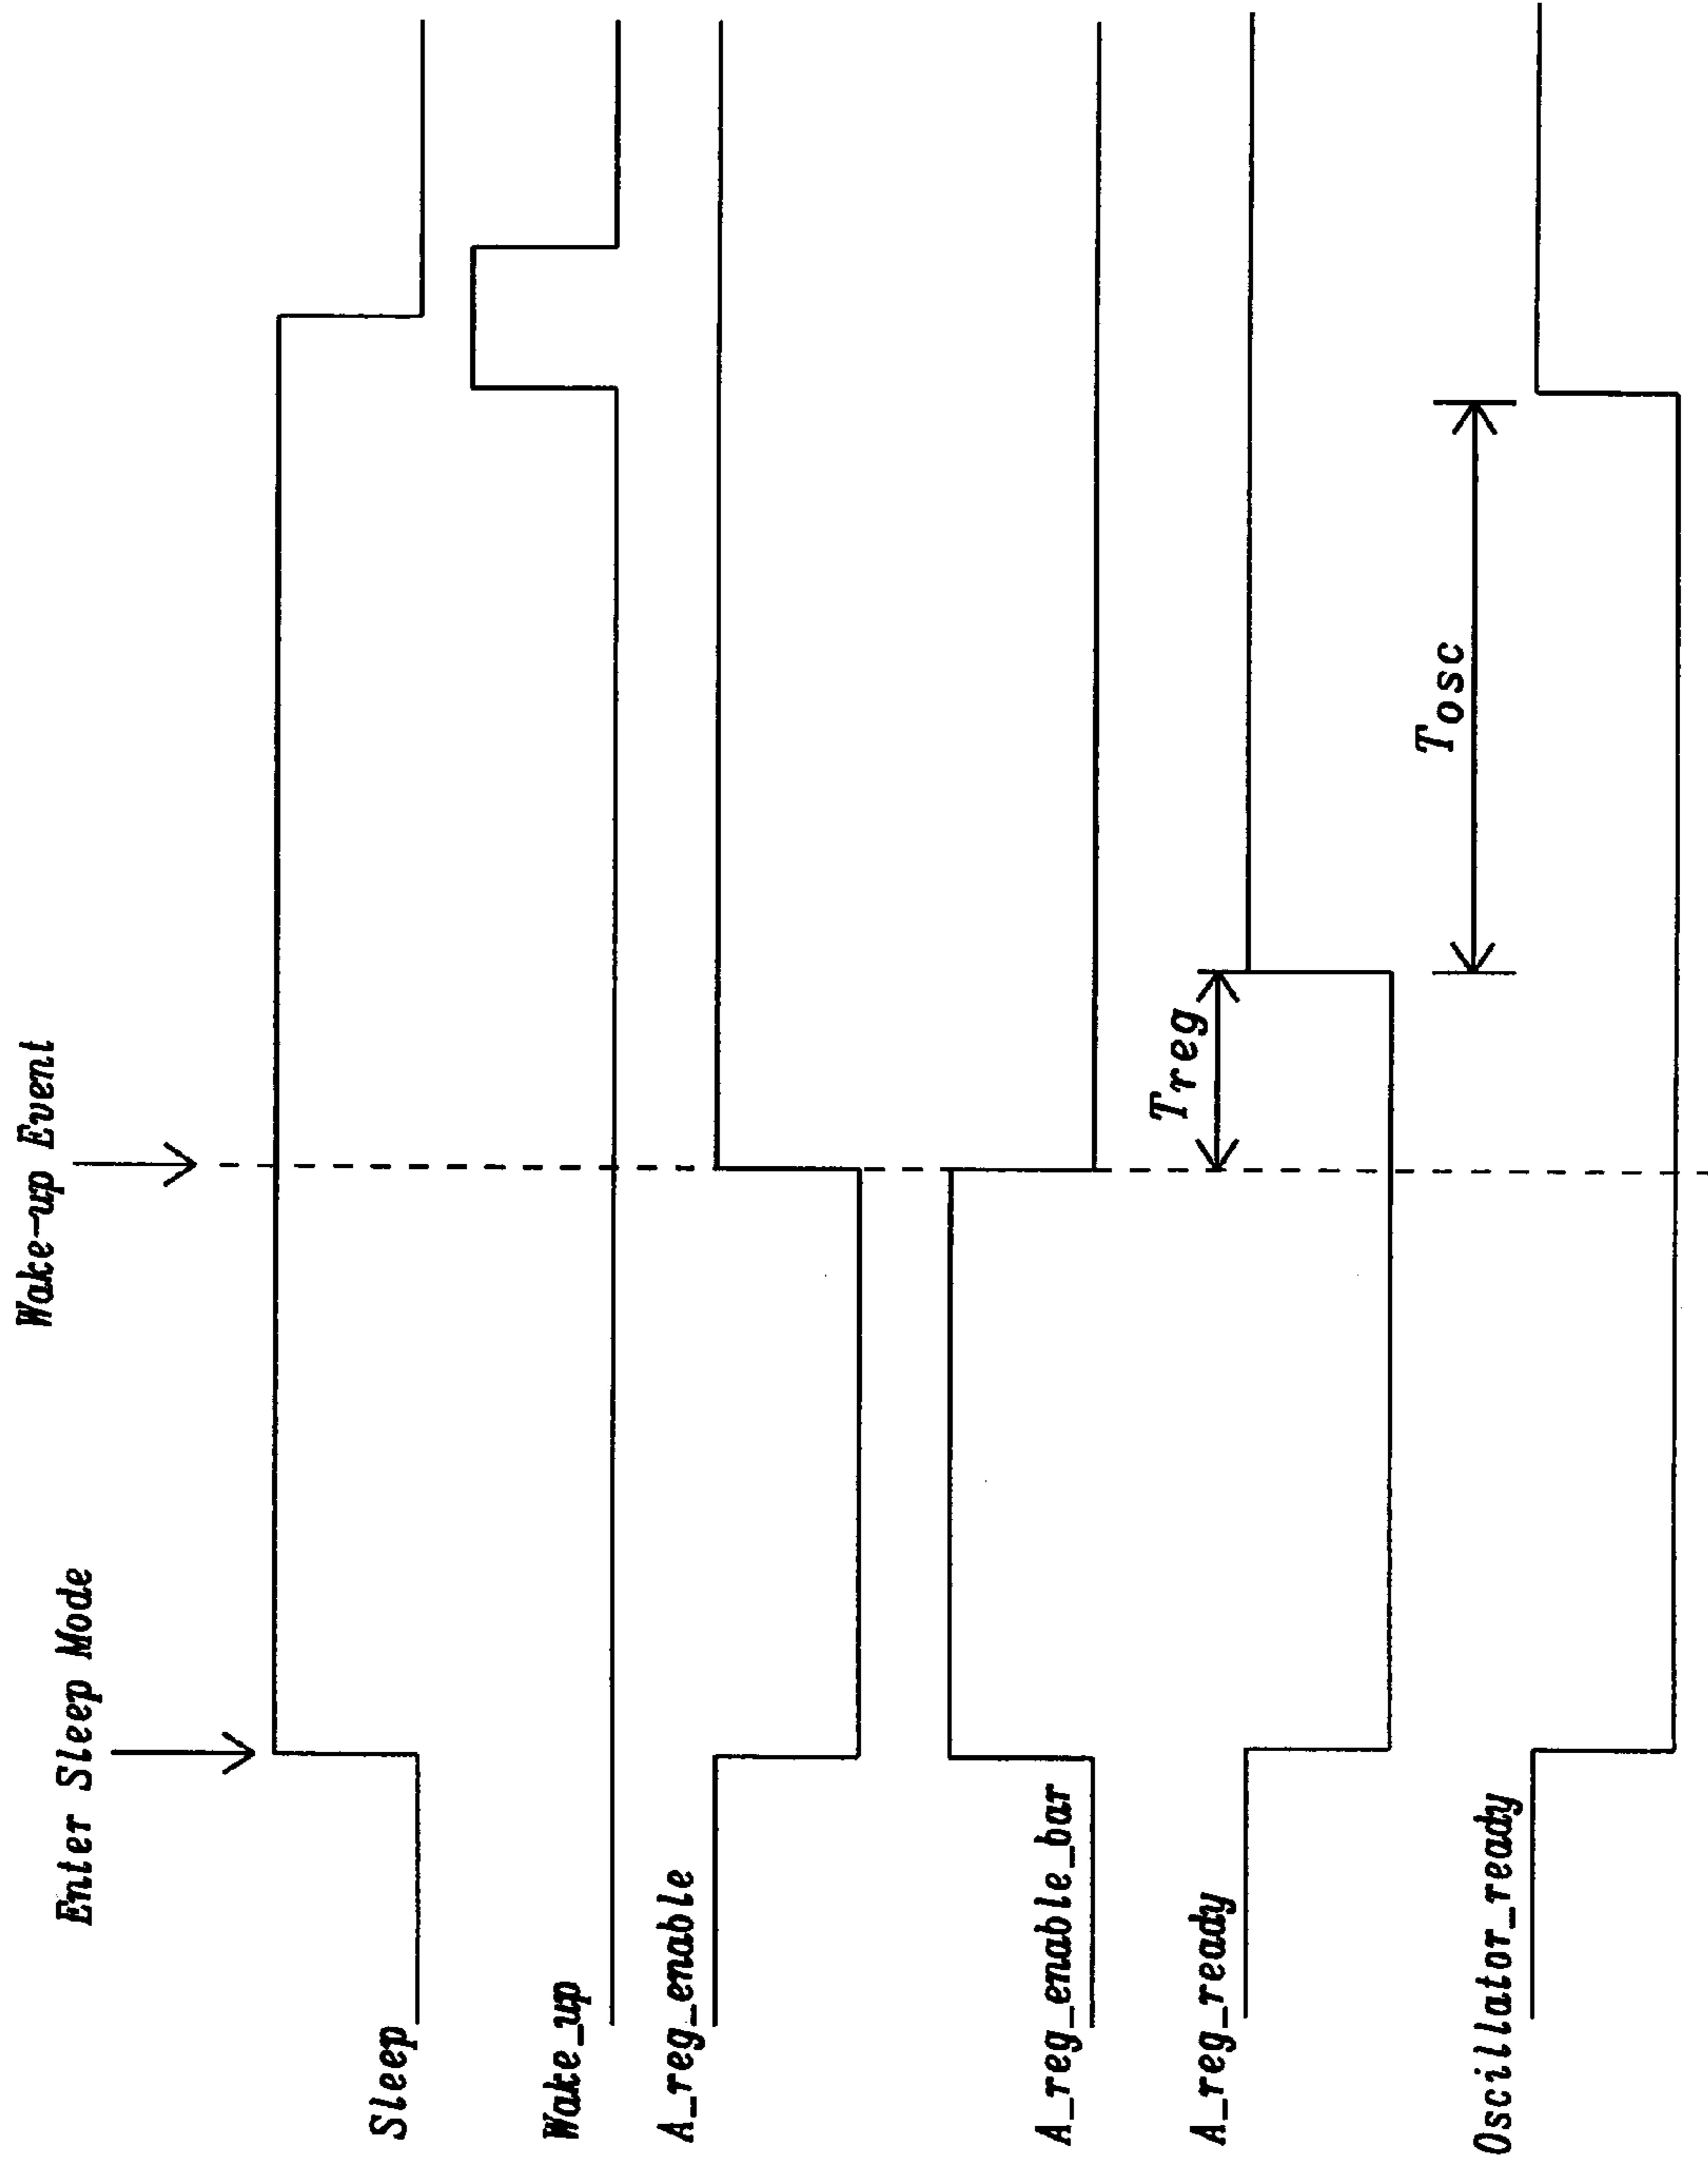 Enter Sleep Mode
Wake-up Event
Sleep
Wake_up
A_reg_enable
A_reg_enable_bar
Treg
A_reg_ready
Tosc
Oscillator_ready